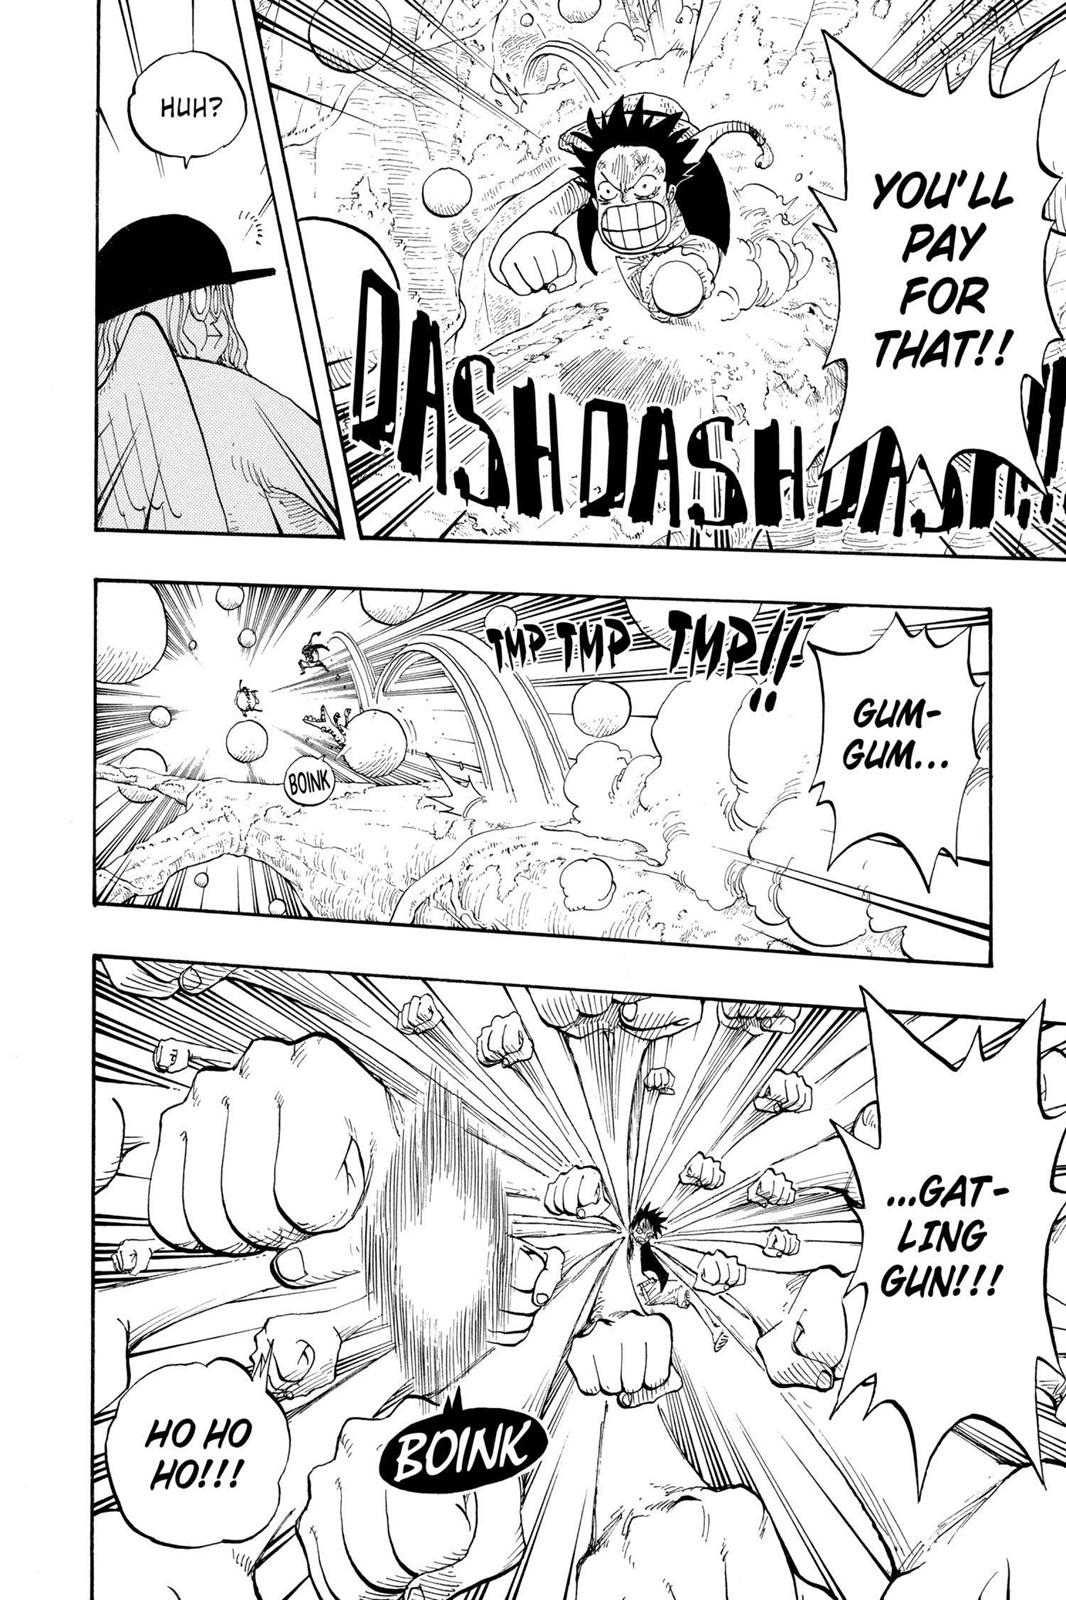 YOU'LL
PAY
FOR
THAT!!
DASH DASH DASH!!
HUH?
TMP TMP TMP!!
GUM-
GUM...
BOINK
...GAT-
LING
GUN!!!
BOINK
HO HO
HO!!!